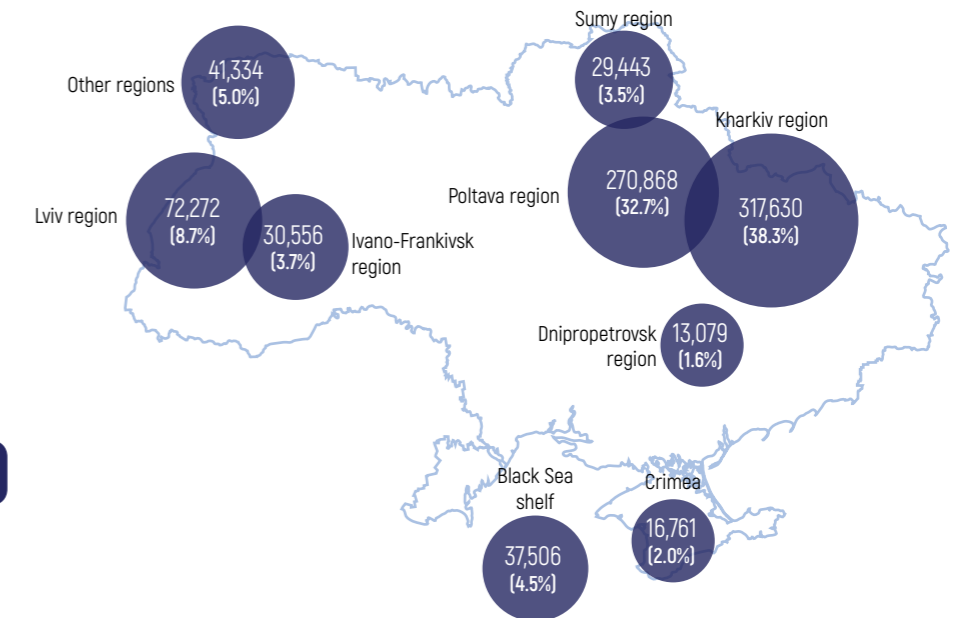 Sumy region
29,443
(3.5%)
Other regions
41,334
(5.0%)
Kharkiv region
317,630
(38.3%)
Poltava region
270,868
(32.7%)
Lviv region
72,272
(8.7%)
30,556
(3.7%)
Ivano-Frankivsk
region
Dnipropetrovsk
region
13,079
(1.6%)
Black Sea
shelf
37,506
(4.5%)
Crimea
16,761
(2.0%)